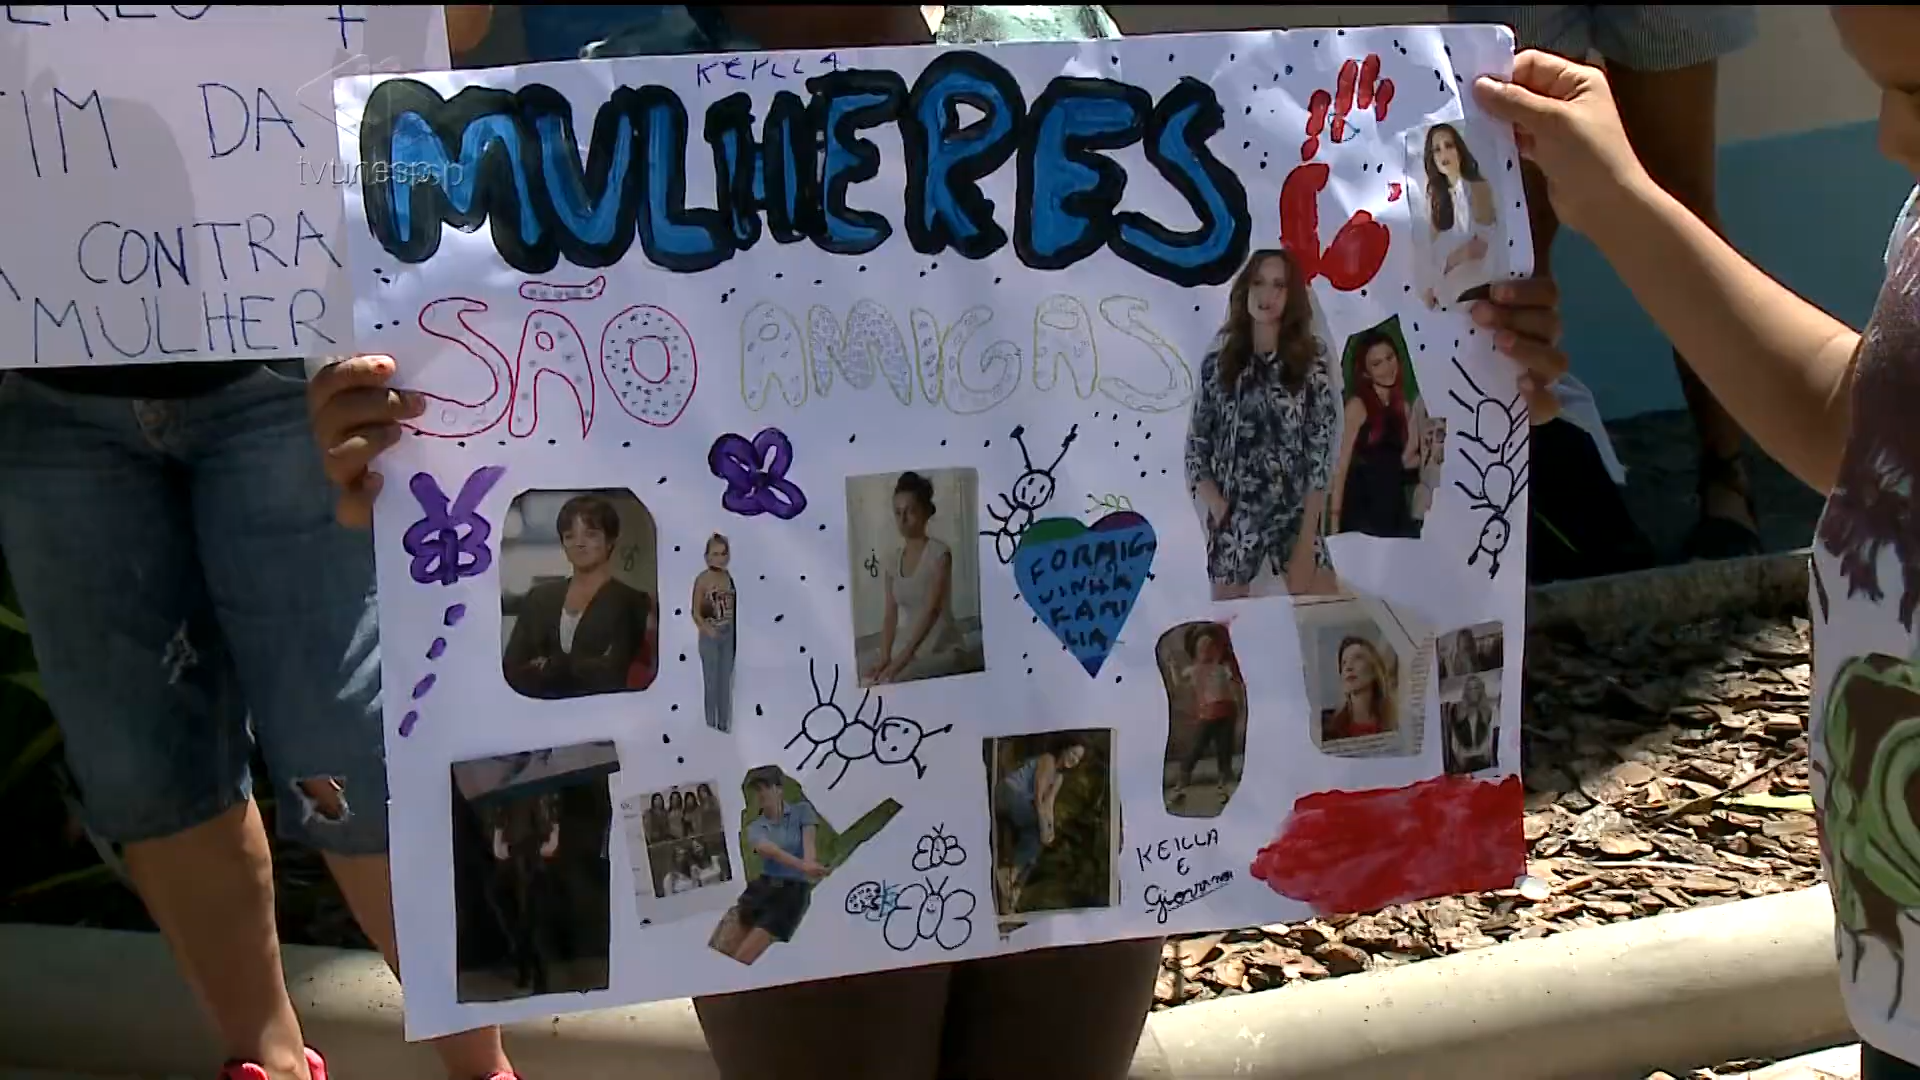 TIM DA
CONTRA
MULHER
tvunesp
KEILLA
MULHERES
SÃO AMIGAS
FORMIG
UINHA
FAMI
LIA
KEILLA
E
Giovanna